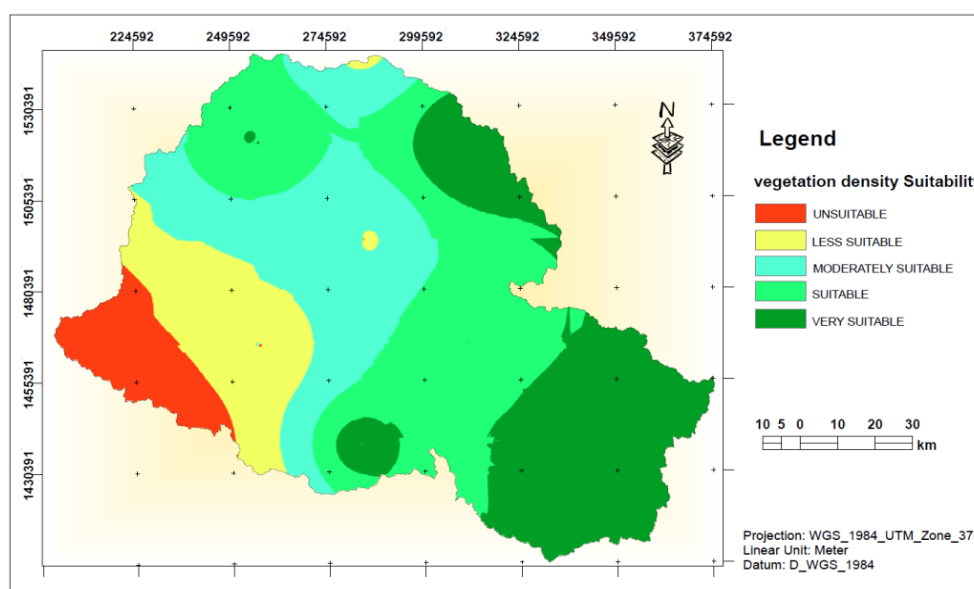 224592 249592 274592 299592 324592 349592 374592
1530391
1505391
1480391
1455391
1430391
N
Legend
vegetation density Suitability
UNSUITABLE
LESS SUITABLE
MODERATELY SUITABLE
SUITABLE
VERY SUITABLE
10 5 0 10 20 30
km
Projection: WGS_1984_UTM_Zone_37
Linear Unit: Meter
Datum: D_WGS_1984